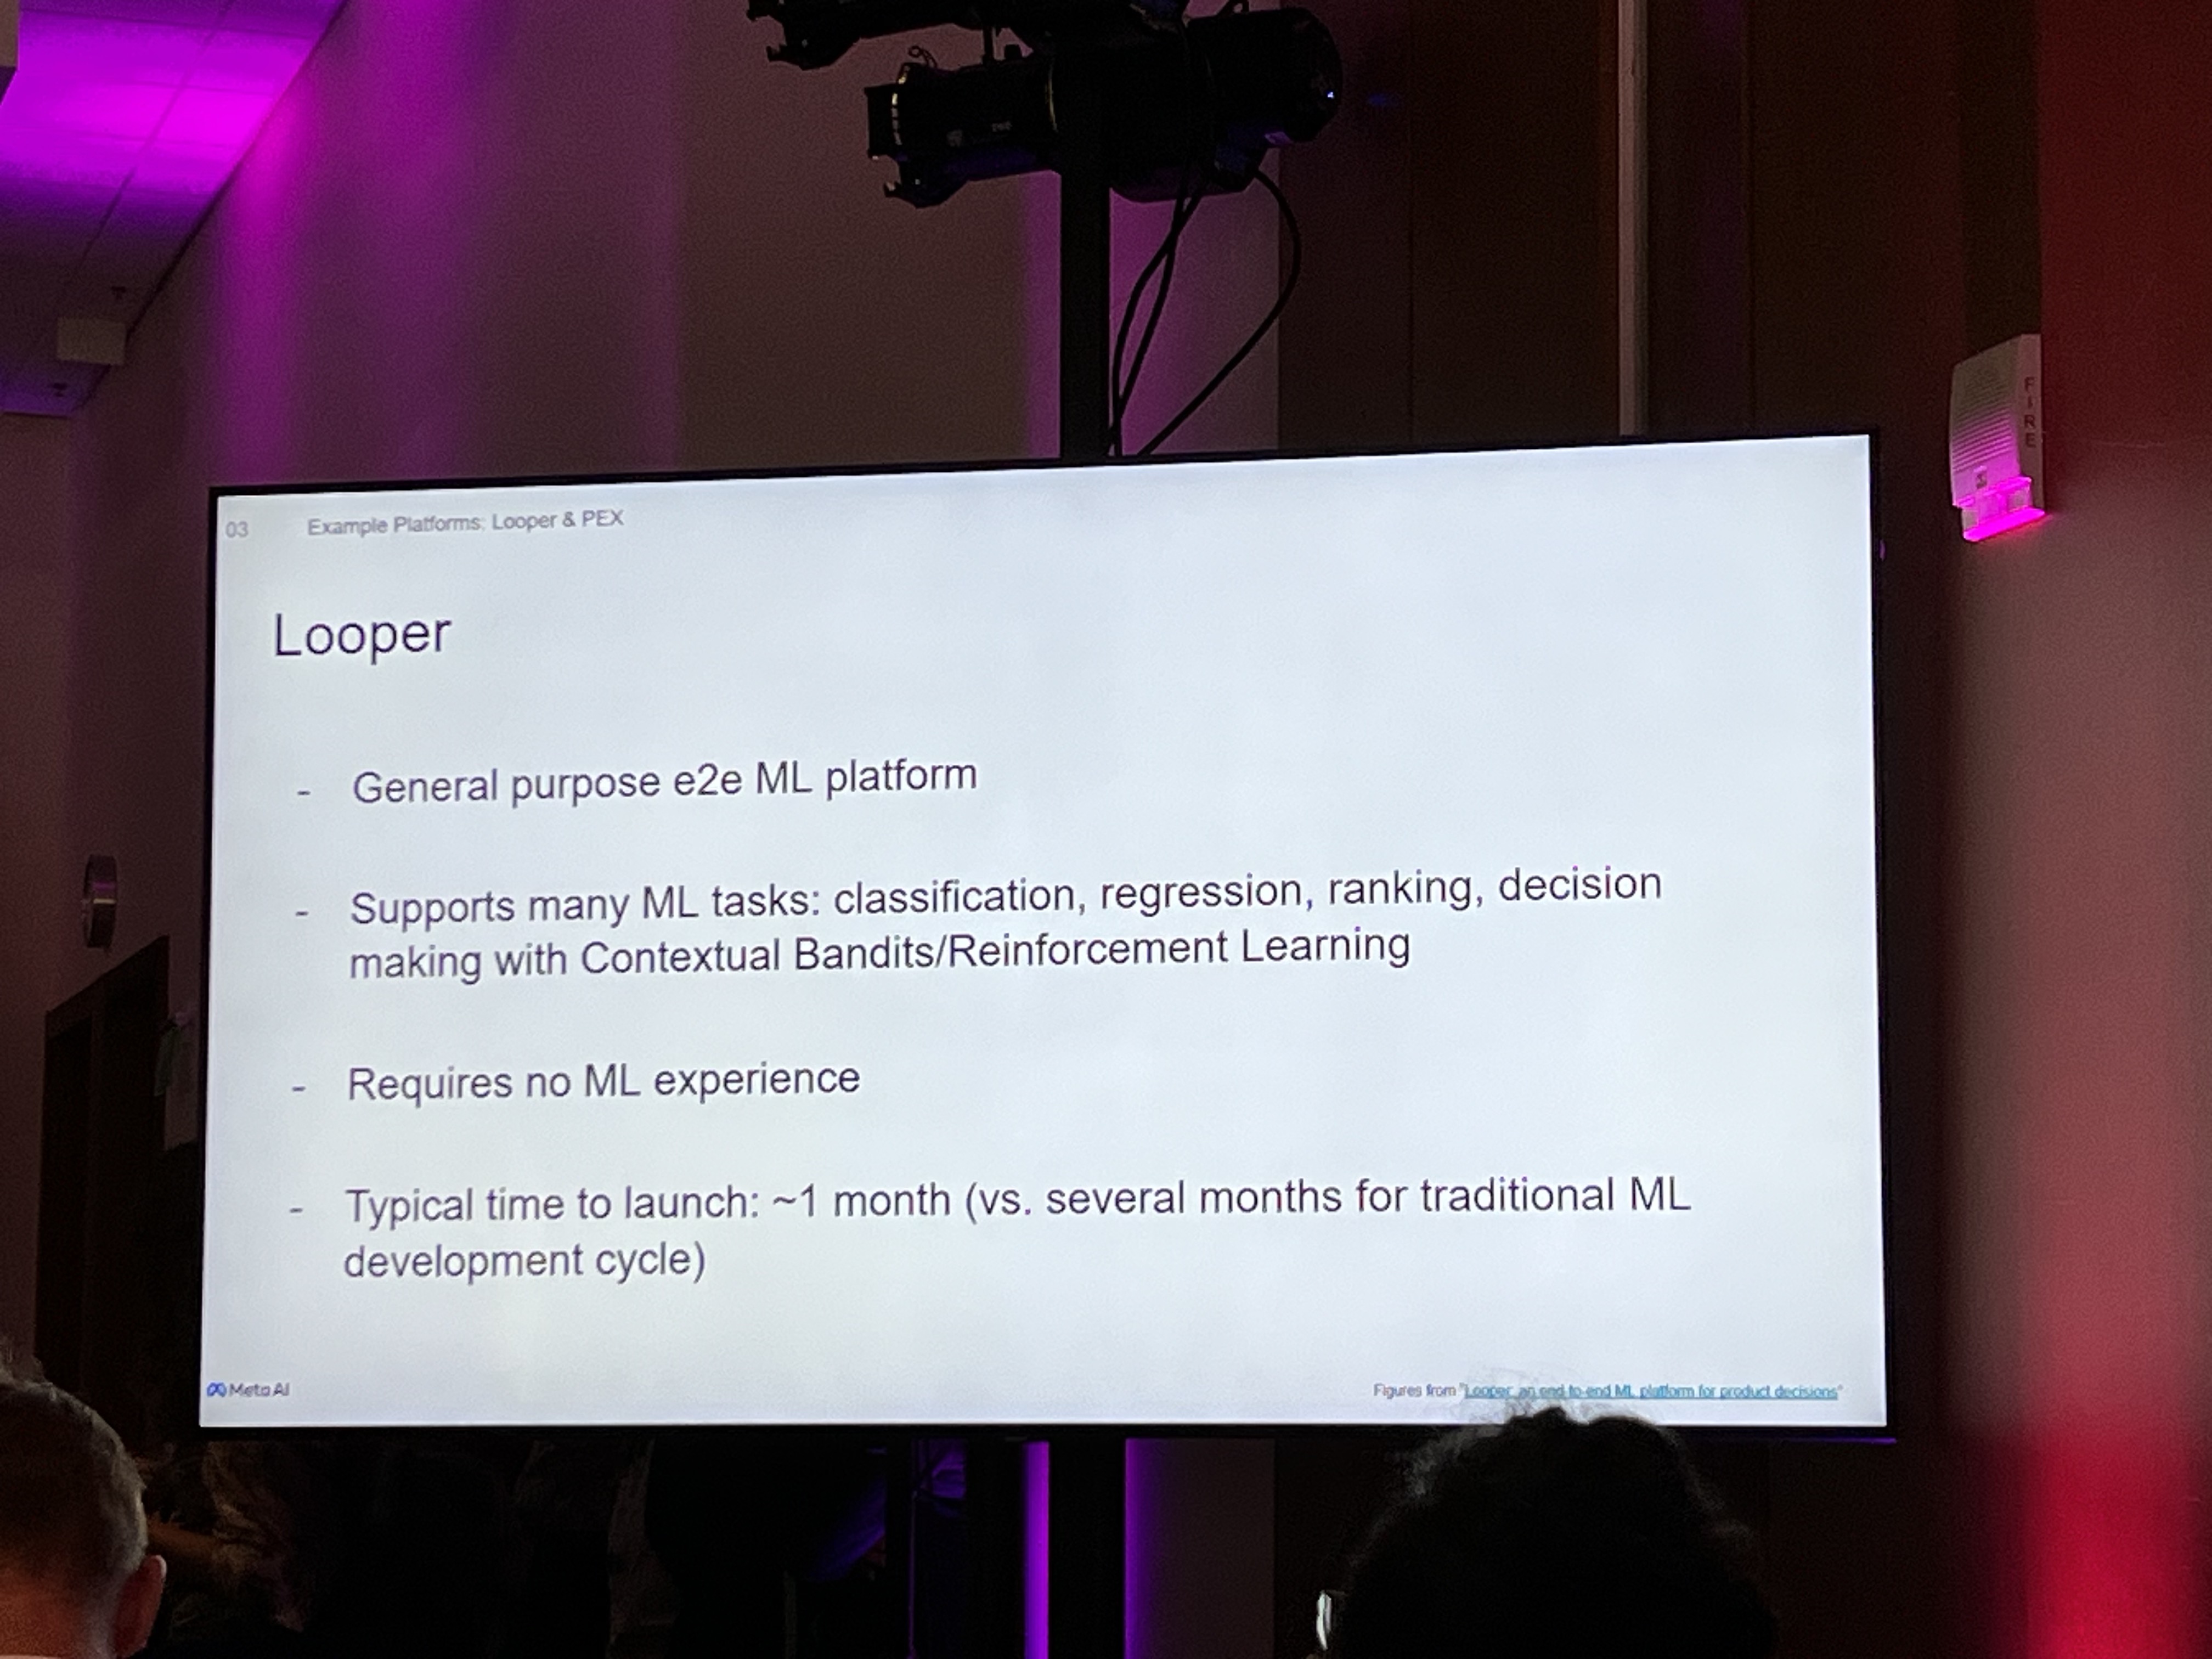 03 Example Platforms: Looper & PEX
Looper
- General purpose e2e ML platform
- Supports many ML tasks: classification, regression, ranking, decision
making with Contextual Bandits/Reinforcement Learning
- Requires no ML experience
- Typical time to launch: ~1 month (vs. several months for traditional ML
development cycle)
Meta AI
Figures from "Looper: an end-to-end ML platform for product decisions"
FIRE